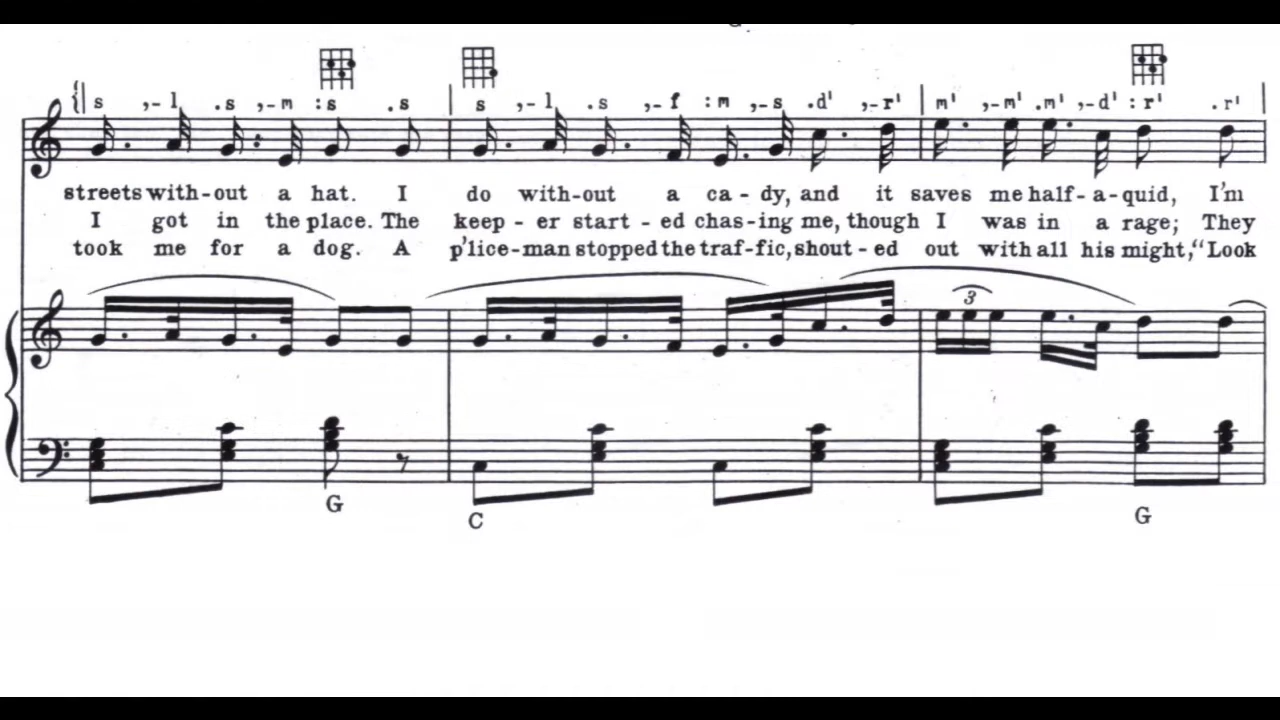 {| s ,-l .s ,-m :s .s | s ,-l .s ,-f :m ,-s .d' ,-r' | m' ,-m' .m' ,-d' :r' .r' |
streets with-out a hat. I do with-out a ca-dy, and it saves me half-a-quid, I'm
I got in the place. The keep-er start-ed chas-ing me, though I was in a rage; They
took me for a dog. A p'lice-man stopped the traf-fic, shout-ed out with all his might, "Look
3
G
C
G